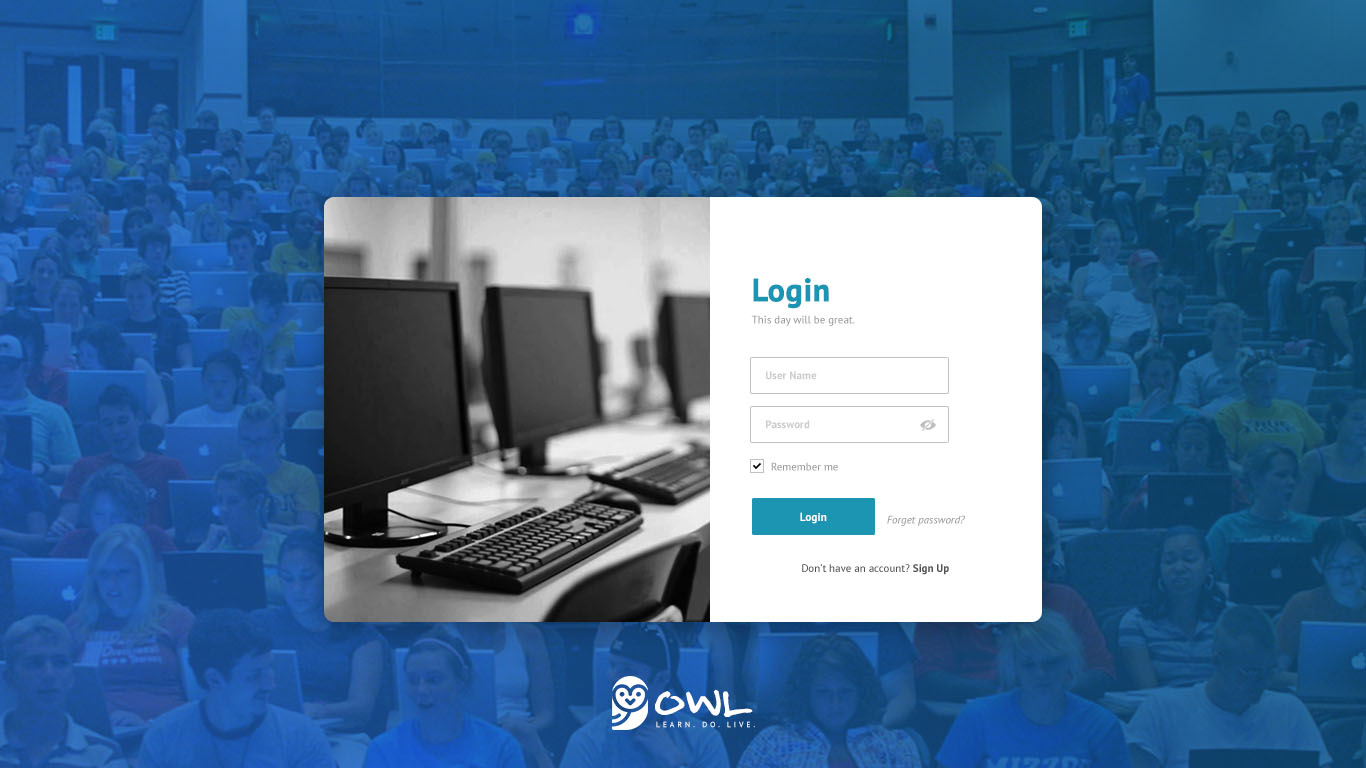 Login
This day will be great.
User Name
Password
Remember me
Login
Forget password?
Don't have an account? Sign Up
OWL
LEARN. DO. LIVE.
MIZZ